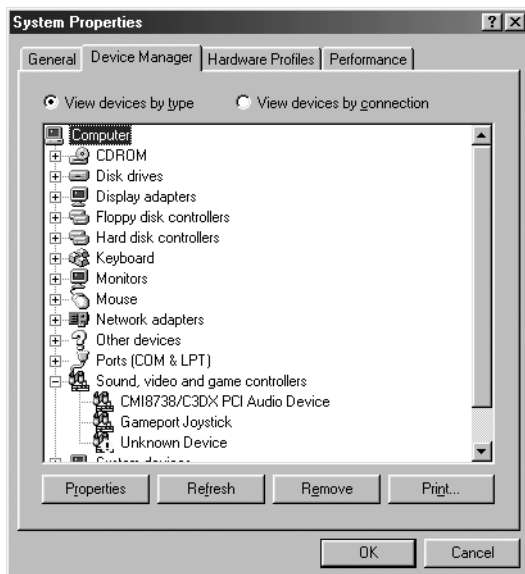 System Properties
General Device Manager Hardware Profiles Performance
View devices by type View devices by connection
Computer
CDROM
Disk drives
Display adapters
Floppy disk controllers
Hard disk controllers
Keyboard
Monitors
Mouse
Network adapters
Other devices
Ports (COM & LPT)
Sound, video and game controllers
CMI8738/C3DX PCI Audio Device
Gameport Joystick
Unknown Device
System devices
Properties Refresh Remove Print...
OK Cancel